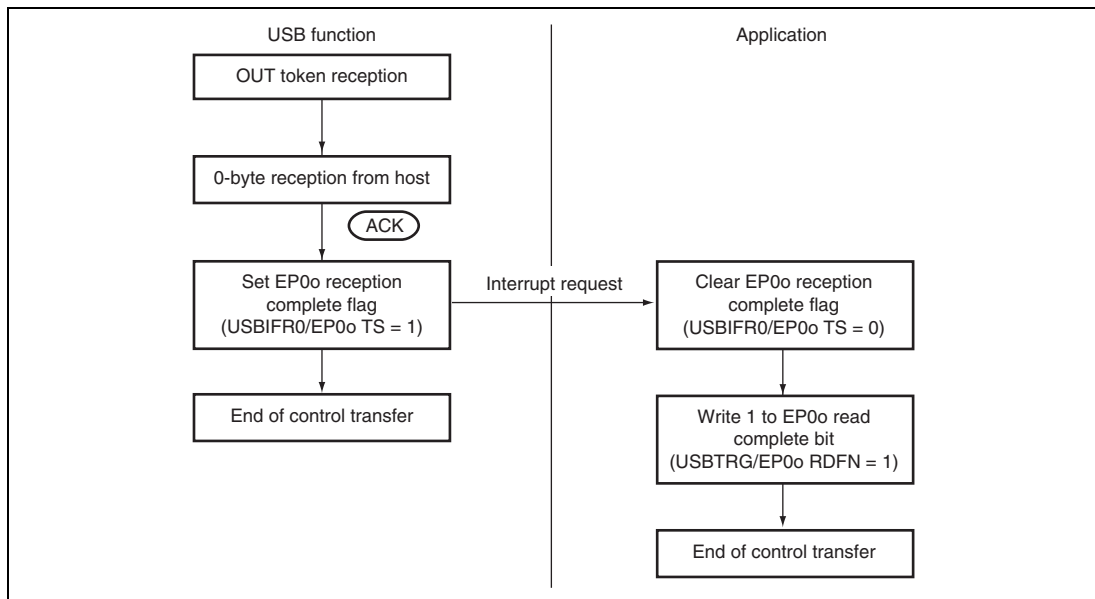 USB function
Application
OUT token reception
0-byte reception from host
ACK
Set EP0o reception
complete flag
(USBIFR0/EP0o TS = 1)
Interrupt request
Clear EP0o reception
complete flag
(USBIFR0/EP0o TS = 0)
End of control transfer
Write 1 to EP0o read
complete bit
(USBTRG/EP0o RDFN = 1)
End of control transfer